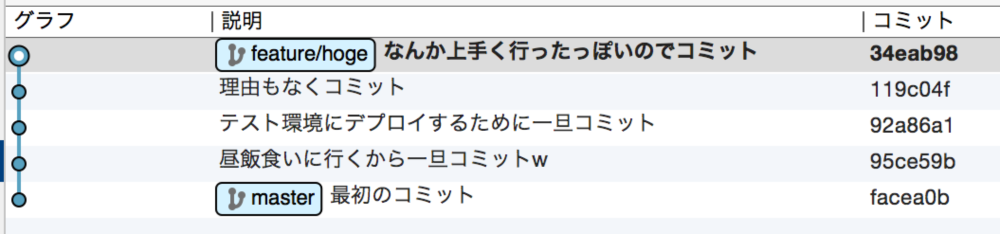 グラフ 説明 コミット
feature/hoge なんか上手く行ったっぽいのでコミット 34eab98
理由もなくコミット 119c04f
テスト環境にデプロイするために一旦コミット 92a86a1
昼飯食いに行くから一旦コミットw 95ce59b
master 最初のコミット facea0b